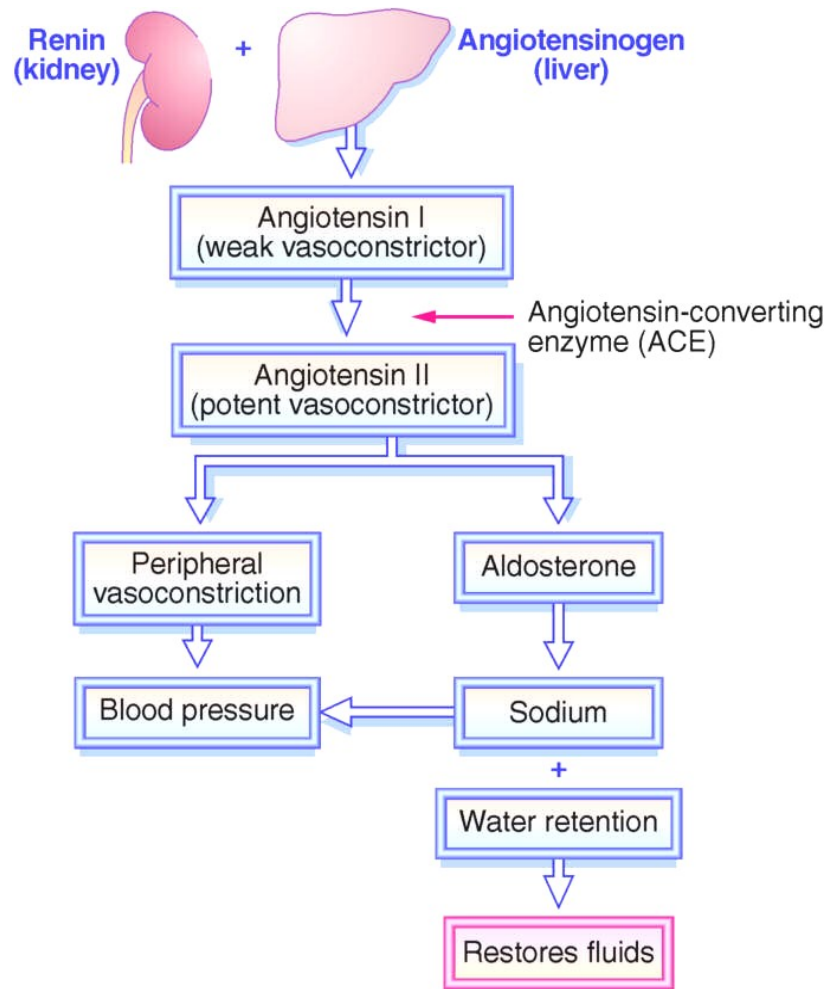 Renin
(kidney)
+
Angiotensinogen
(liver)
Angiotensin I
(weak vasoconstrictor)
Angiotensin-converting
enzyme (ACE)
Angiotensin II
(potent vasoconstrictor)
Peripheral
vasoconstriction
Aldosterone
Blood pressure
Sodium
+
Water retention
Restores fluids